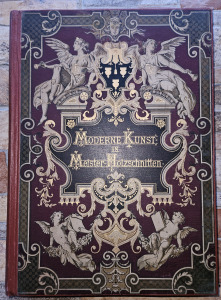 Moderne Kunst
in
Meister-Holzschnitten